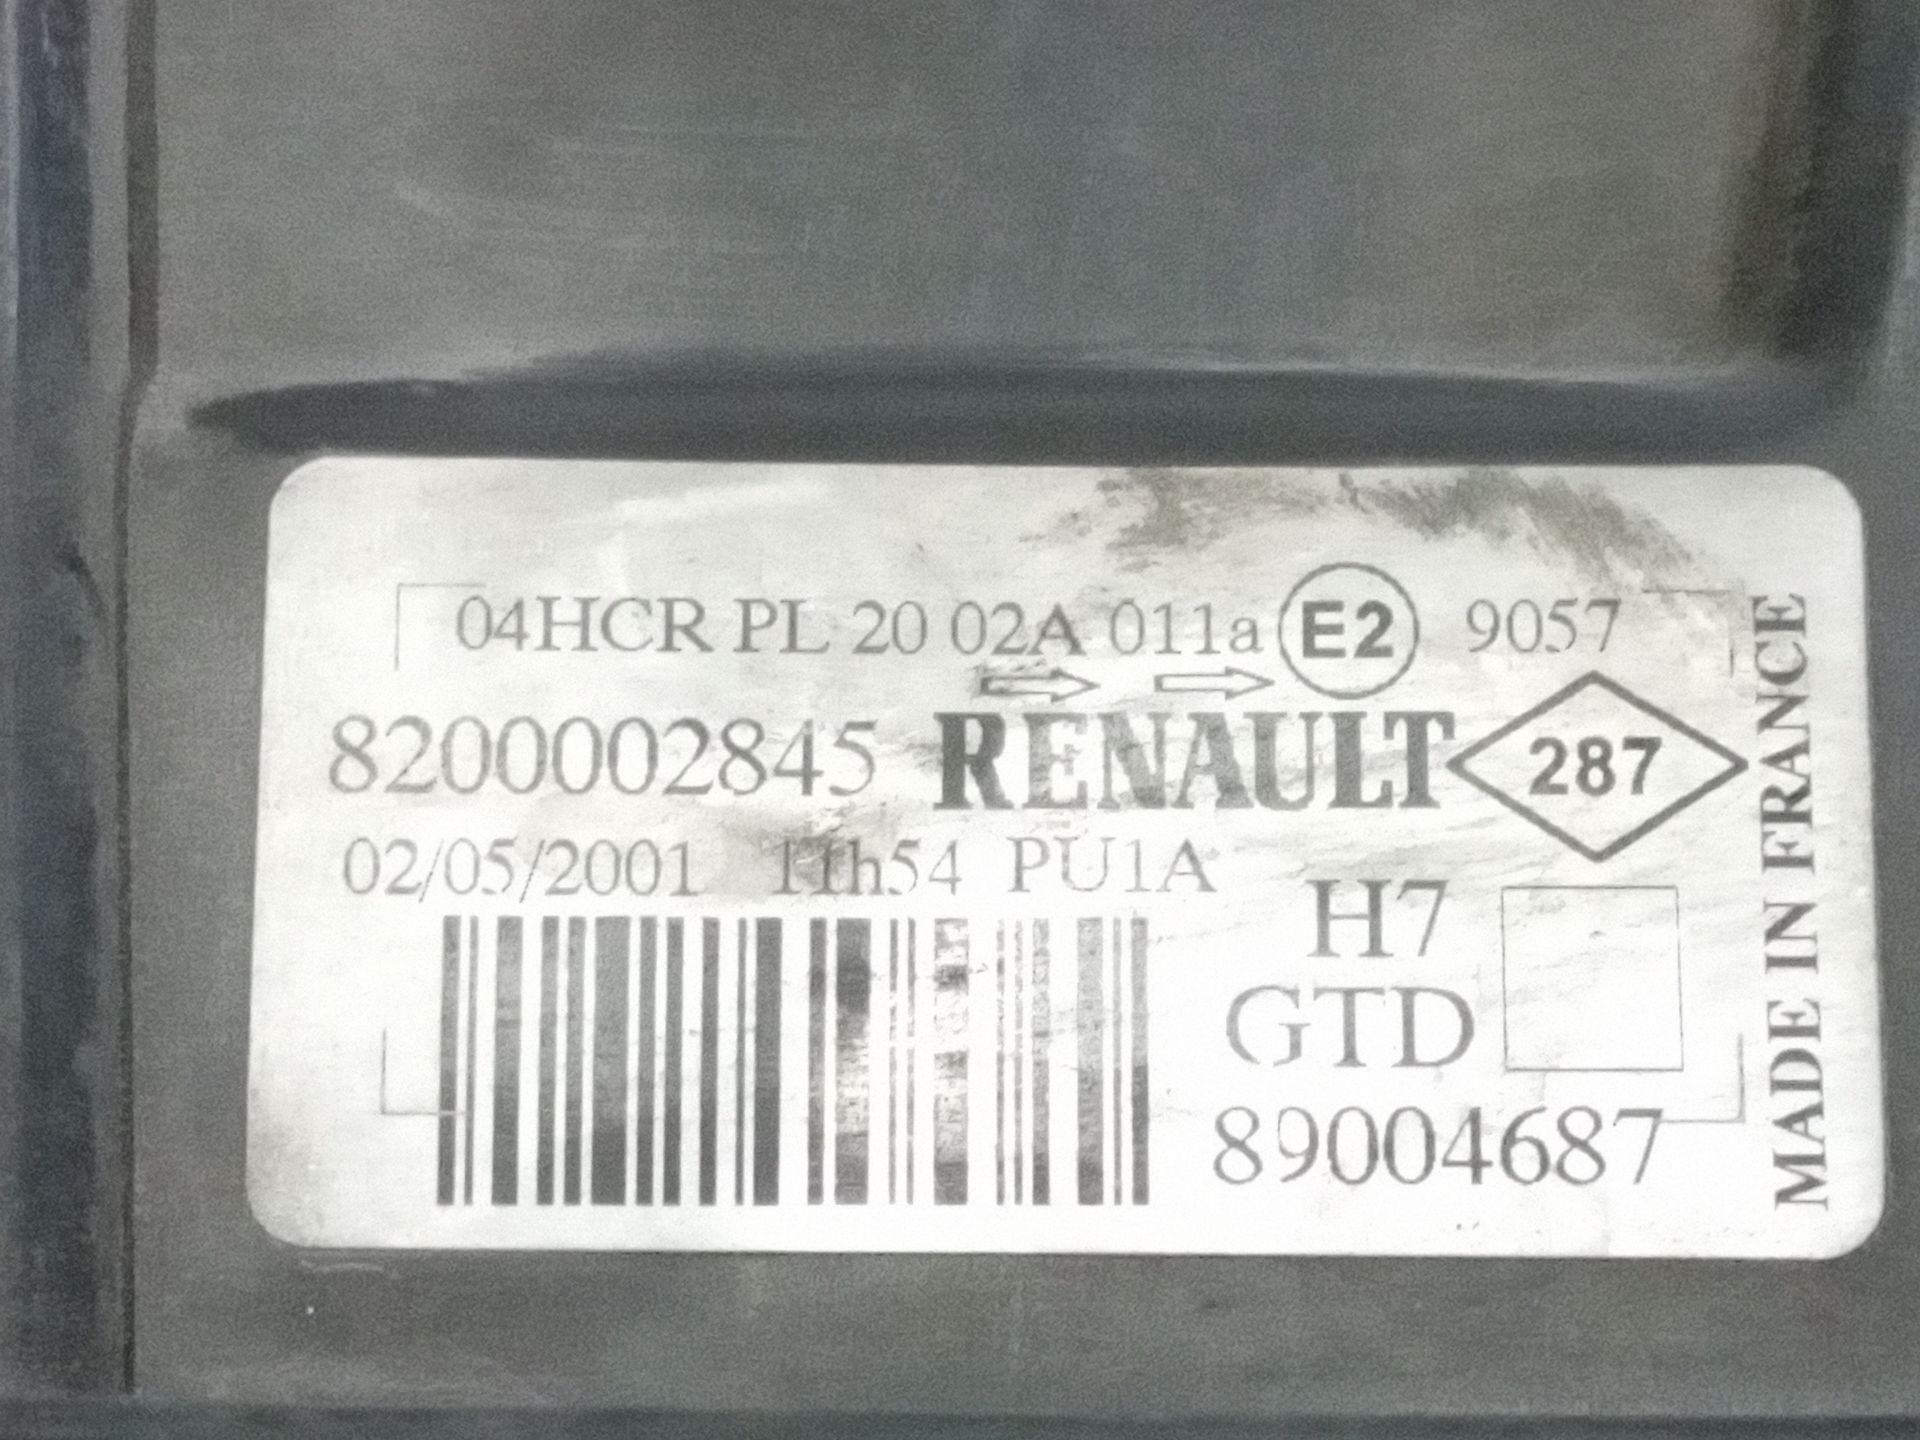 04HCR PL 20 02A 011a E2 9057
8200002845 RENAULT 287
02/05/2001 11h54 PU1A
H7
GTD
89004687
MADE IN FRANCE